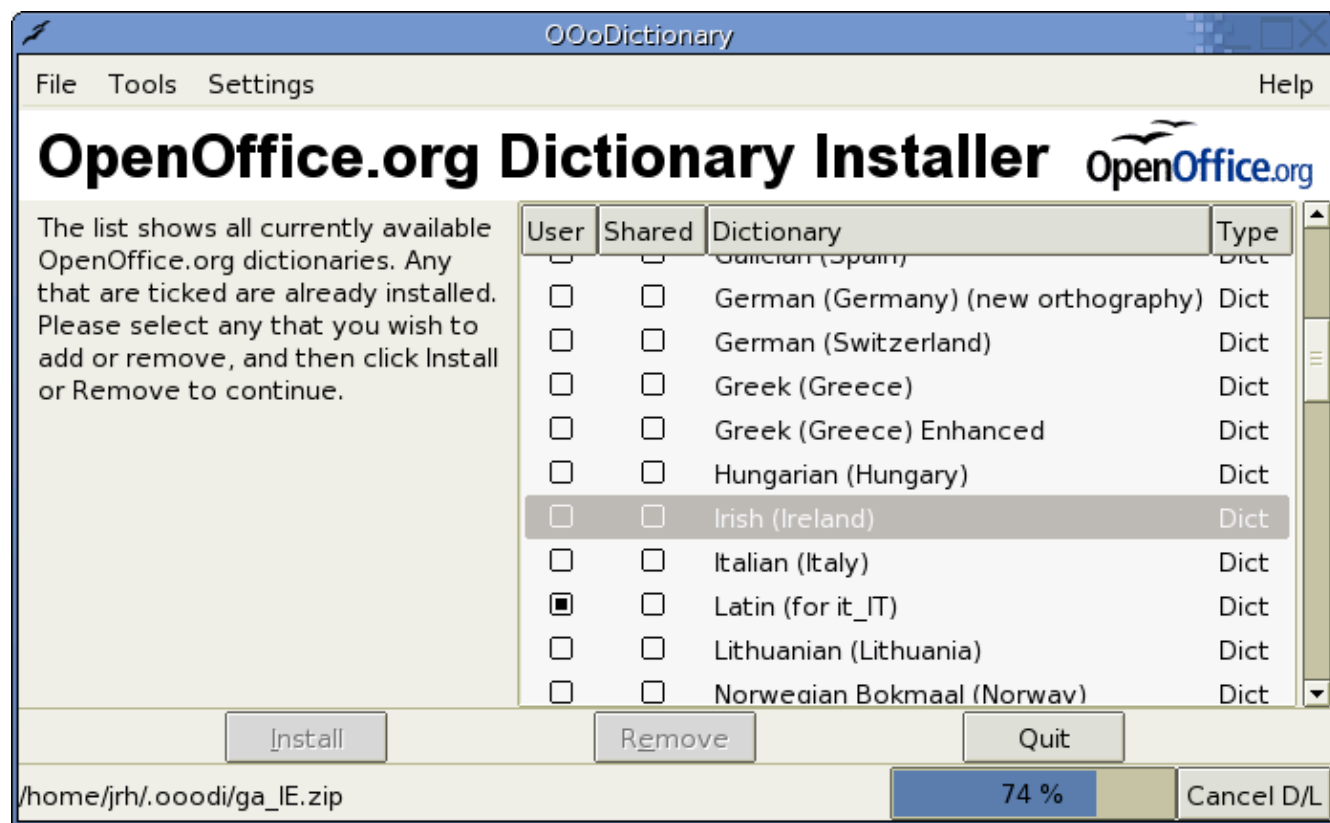 OOoDictionary
File Tools Settings Help
OpenOffice.org Dictionary Installer OpenOffice.org
The list shows all currently available
OpenOffice.org dictionaries. Any
that are ticked are already installed.
Please select any that you wish to
add or remove, and then click Install
or Remove to continue.
User Shared Dictionary Type
Galician (Spain) Dict
German (Germany) (new orthography) Dict
German (Switzerland) Dict
Greek (Greece) Dict
Greek (Greece) Enhanced Dict
Hungarian (Hungary) Dict
Irish (Ireland) Dict
Italian (Italy) Dict
Latin (for it_IT) Dict
Lithuanian (Lithuania) Dict
Norwegian Bokmaal (Norway) Dict
Install Remove Quit
/home/jrh/.ooodi/ga_IE.zip 74 % Cancel D/L